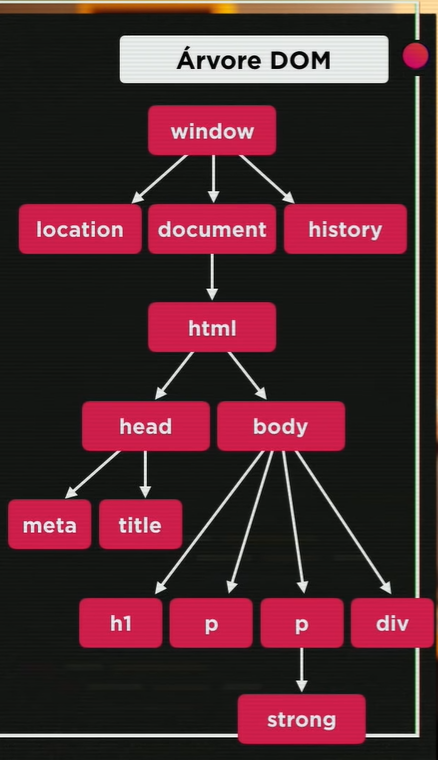 Árvore DOM
window
location
document
history
html
head
body
meta
title
h1
p
p
div
strong